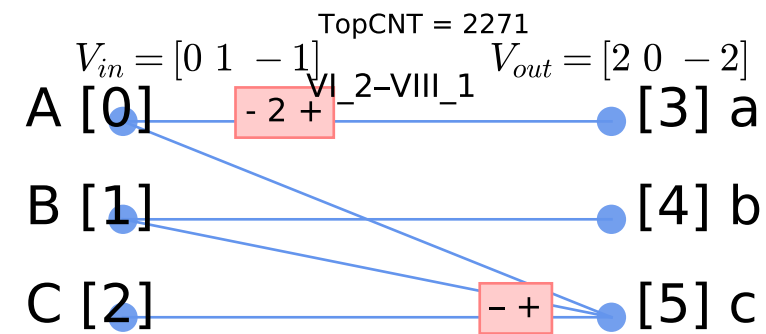 TopCNT = 2271
V_in = [0 1 − 1] V_out = [2 0 − 2]
VI_2–VIII_1
A [0] - 2 + [3] a
B [1] [4] b
C [2] – + [5] c